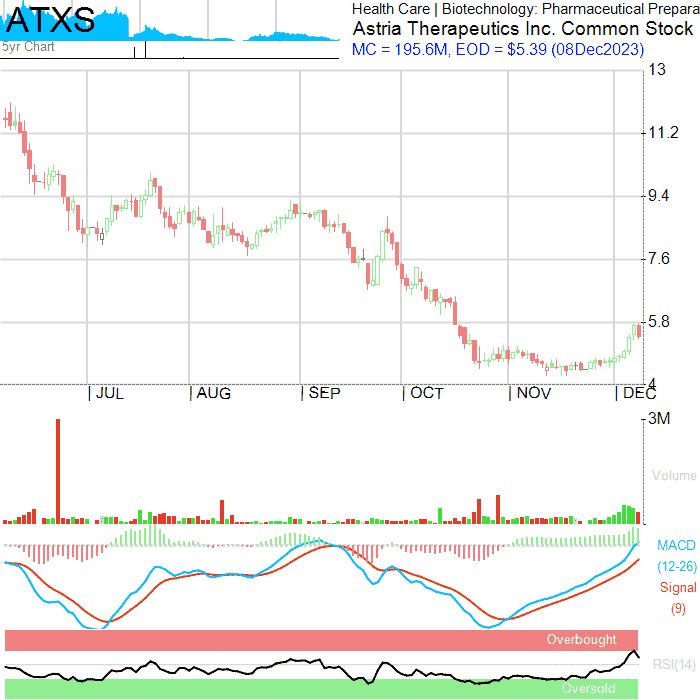 ATXS
5yr Chart
Health Care | Biotechnology: Pharmaceutical Prepara
Astria Therapeutics Inc. Common Stock
MC = 195.6M, EOD = $5.39 (08Dec2023)
13
11.2
9.4
7.6
5.8
4
JUL AUG SEP OCT NOV DEC
3M
Volume
MACD
(12-26)
Signal
(9)
Overbought
RSI(14)
Oversold